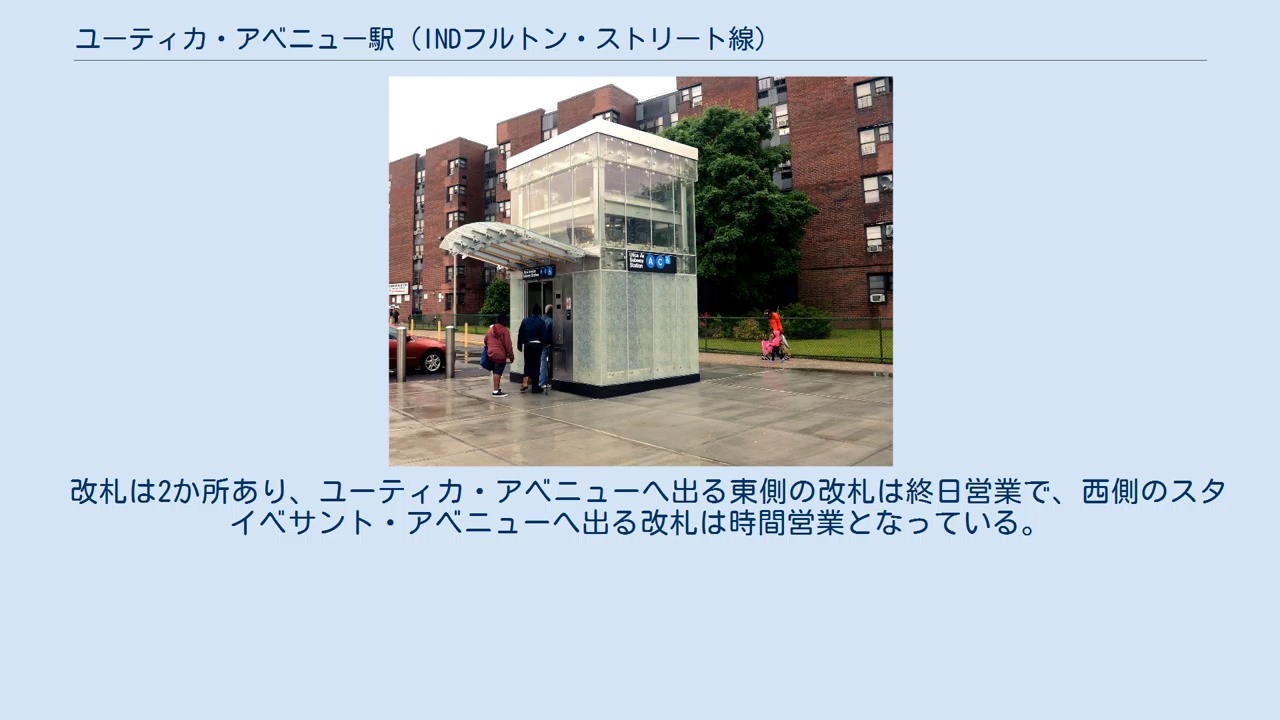 ユーティカ・アベニュー駅（INDフルトン・ストリート線）
Utica Av
Subway
Station
A C
改札は2か所あり、ユーティカ・アベニューへ出る東側の改札は終日営業で、西側のスタ
イベサント・アベニューへ出る改札は時間営業となっている。